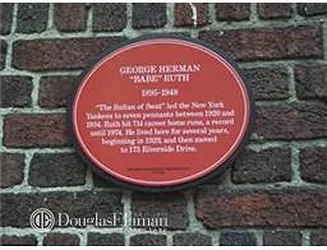 GEORGE HERMAN
"BABE" RUTH
1895-1948
"The Sultan of Swat" led the New York
Yankees to seven pennants between 1920 and
1934. Ruth hit 714 career home runs, a record
until 1974. He lived here for several years,
beginning in 1929, and then moved
to 173 Riverside Drive.
DE DouglasElliman